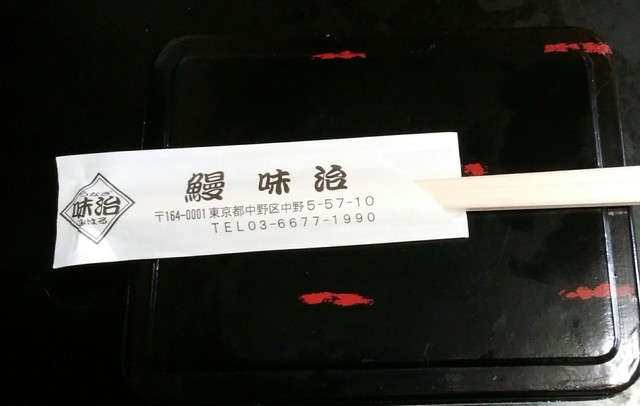 うなぎ
味治
みはる
鰻 味 治
〒164-0001 東京都中野区中野5-57-10
TEL03-6677-1990